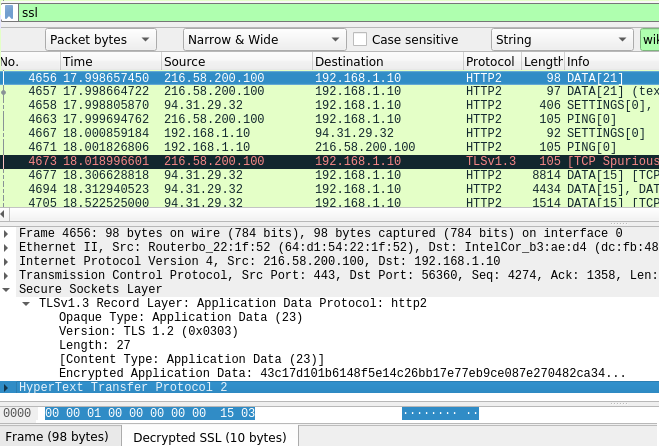 ssl
Packet bytes Narrow & Wide Case sensitive String wik
No. Time Source Destination Protocol Length Info
4656 17.998657450 216.58.200.100 192.168.1.10 HTTP2 98 DATA[21]
4657 17.998664722 216.58.200.100 192.168.1.10 HTTP2 97 DATA[21] (tex
4658 17.998805870 94.31.29.32 192.168.1.10 HTTP2 406 SETTINGS[0],
4663 17.999694762 216.58.200.100 192.168.1.10 HTTP2 105 PING[0]
4667 18.000859184 192.168.1.10 94.31.29.32 HTTP2 92 SETTINGS[0]
4671 18.001826806 192.168.1.10 216.58.200.100 HTTP2 105 PING[0]
4673 18.018996601 216.58.200.100 192.168.1.10 TLSv1.3 105 [TCP Spurious
4677 18.306628818 94.31.29.32 192.168.1.10 HTTP2 8814 DATA[15] [TCP
4694 18.312940523 94.31.29.32 192.168.1.10 HTTP2 4434 DATA[15], DAT
4705 18.522525000 94.31.29.32 192.168.1.10 HTTP2 1514 DATA[15] [TCP
Frame 4656: 98 bytes on wire (784 bits), 98 bytes captured (784 bits) on interface 0
Ethernet II, Src: Routerbo_22:1f:52 (64:d1:54:22:1f:52), Dst: IntelCor_b3:ae:d4 (dc:fb:48
Internet Protocol Version 4, Src: 216.58.200.100, Dst: 192.168.1.10
Transmission Control Protocol, Src Port: 443, Dst Port: 56360, Seq: 4274, Ack: 1358, Len:
Secure Sockets Layer
TLSv1.3 Record Layer: Application Data Protocol: http2
Opaque Type: Application Data (23)
Version: TLS 1.2 (0x0303)
Length: 27
[Content Type: Application Data (23)]
Encrypted Application Data: 43c17d101b6148f5e14c26bb17e77eb9ce087e270482ca34...
HyperText Transfer Protocol 2
0000 00 00 01 00 00 00 00 00 15 03 ········ ··
Frame (98 bytes) Decrypted SSL (10 bytes)